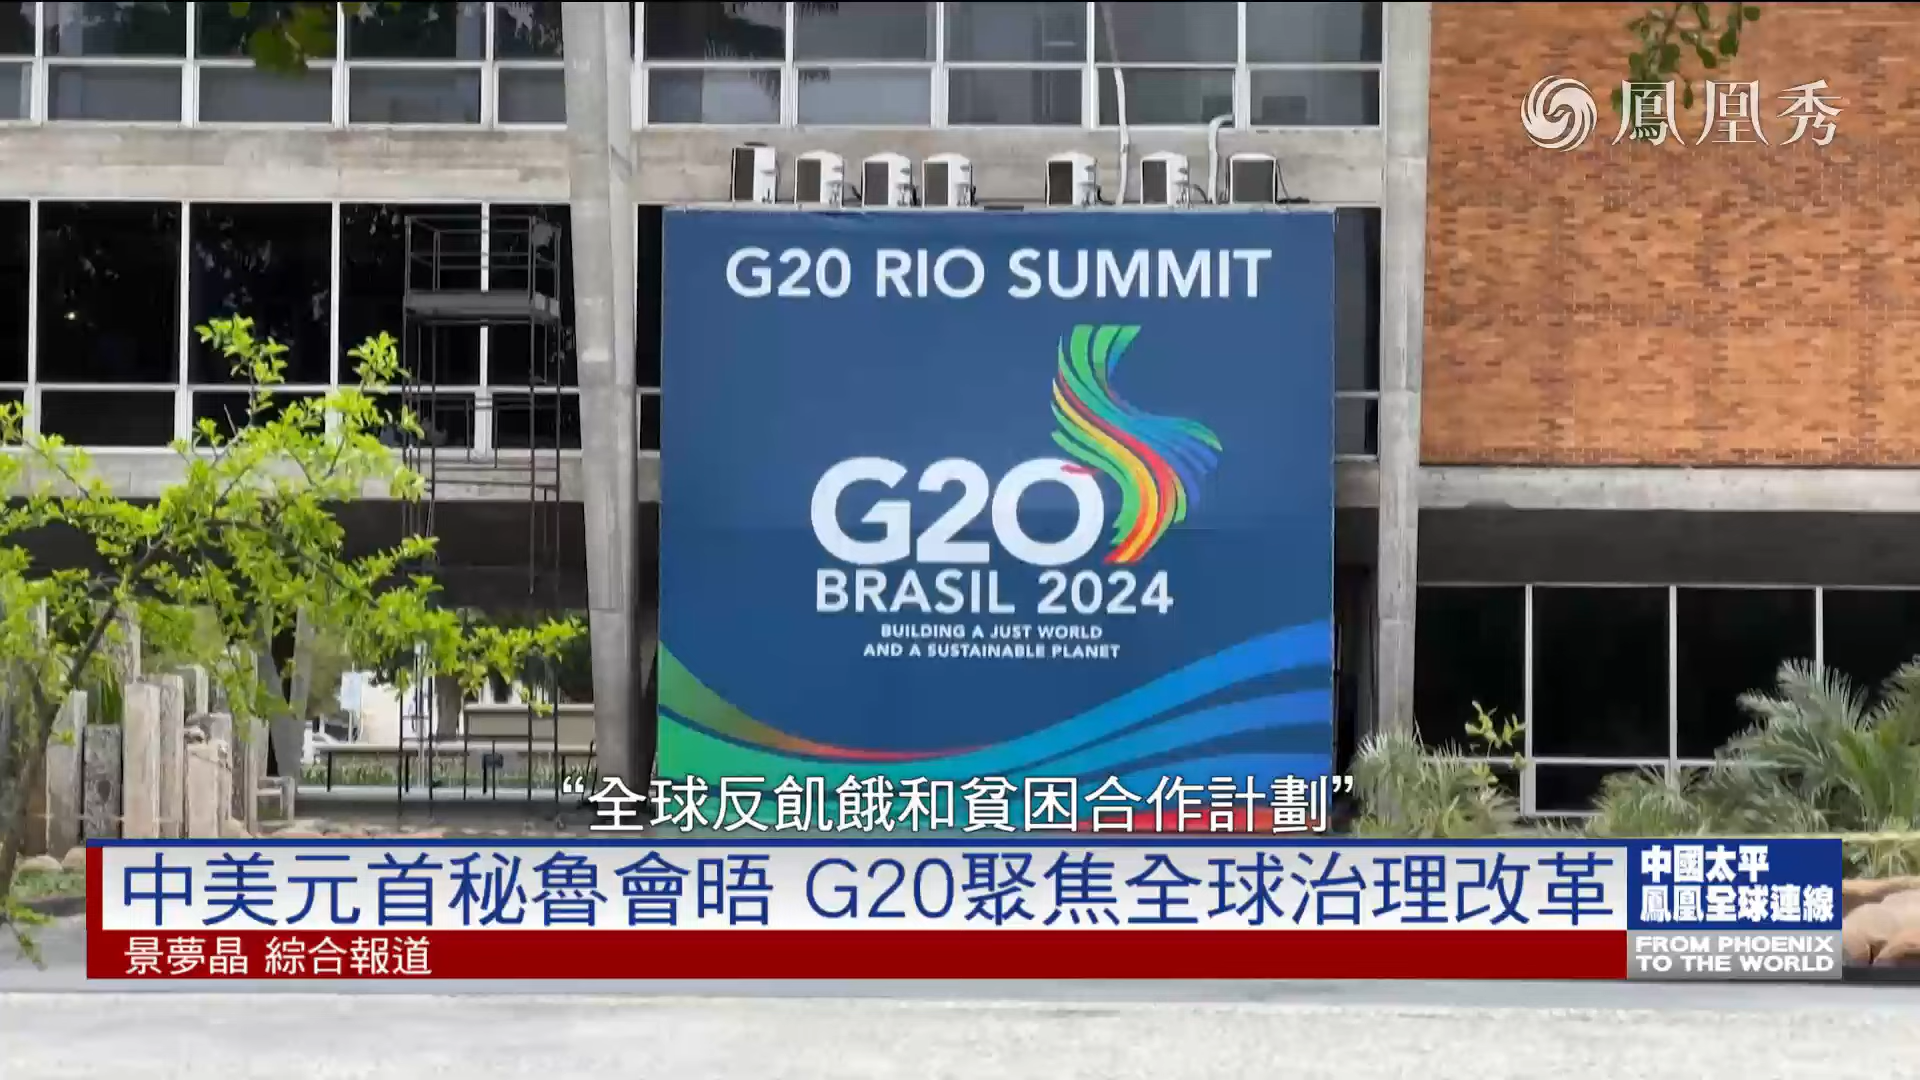 鳳凰秀
G20 RIO SUMMIT
G20
BRASIL 2024
BUILDING A JUST WORLD
AND A SUSTAINABLE PLANET
“全球反飢餓和貧困合作計劃”
中美元首秘魯會晤 G20聚焦全球治理改革
景夢晶 綜合報道
中國太平
鳳凰全球連線
FROM PHOENIX
TO THE WORLD